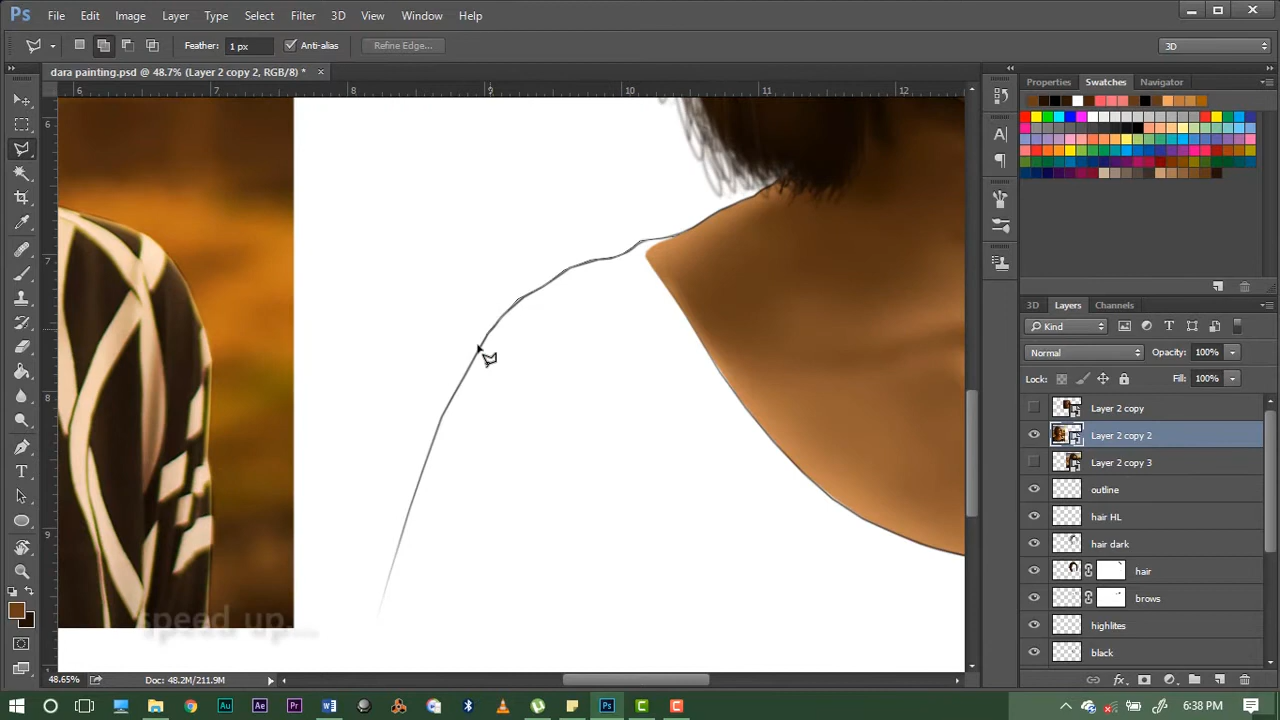 Ps File Edit Image Layer Type Select Filter 3D View Window Help
Feather: 1 px Anti-alias Refine Edge... 3D
dara painting.psd @ 48.7% (Layer 2 copy 2, RGB/8) * ×
Properties Swatches Navigator
6 7 8 9 10 11 12
6
7
8
9
3D Layers Channels
Kind
Normal Opacity: 100%
Lock: Fill: 100%
Layer 2 copy
Layer 2 copy 2
Layer 2 copy 3
outline
hair HL
hair dark
hair
brows
highlites
black
speed up...
48.65% Doc: 48.2M/211.9M
6:38 PM